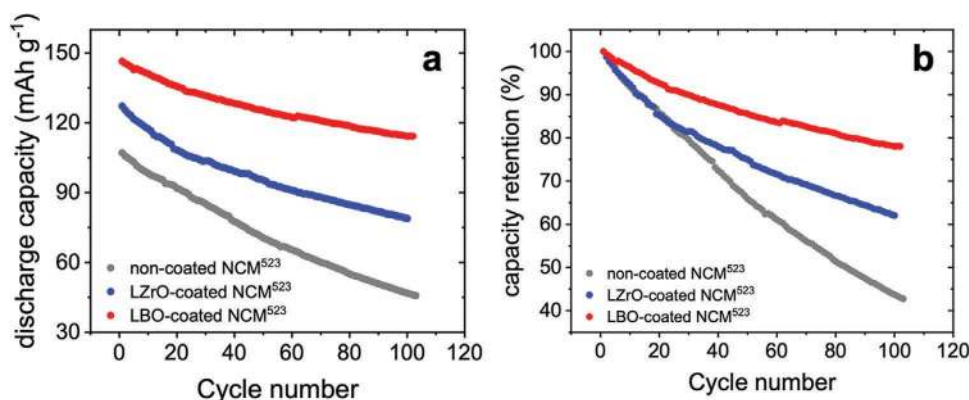 a
discharge capacity (mAh g⁻¹)
150
120
90
60
30
non-coated NCM⁵²³
LZrO-coated NCM⁵²³
LBO-coated NCM⁵²³
0 20 40 60 80 100 120
Cycle number
b
capacity retention (%)
100
90
80
70
60
50
40
non-coated NCM⁵²³
LZrO-coated NCM⁵²³
LBO-coated NCM⁵²³
0 20 40 60 80 100 120
Cycle number